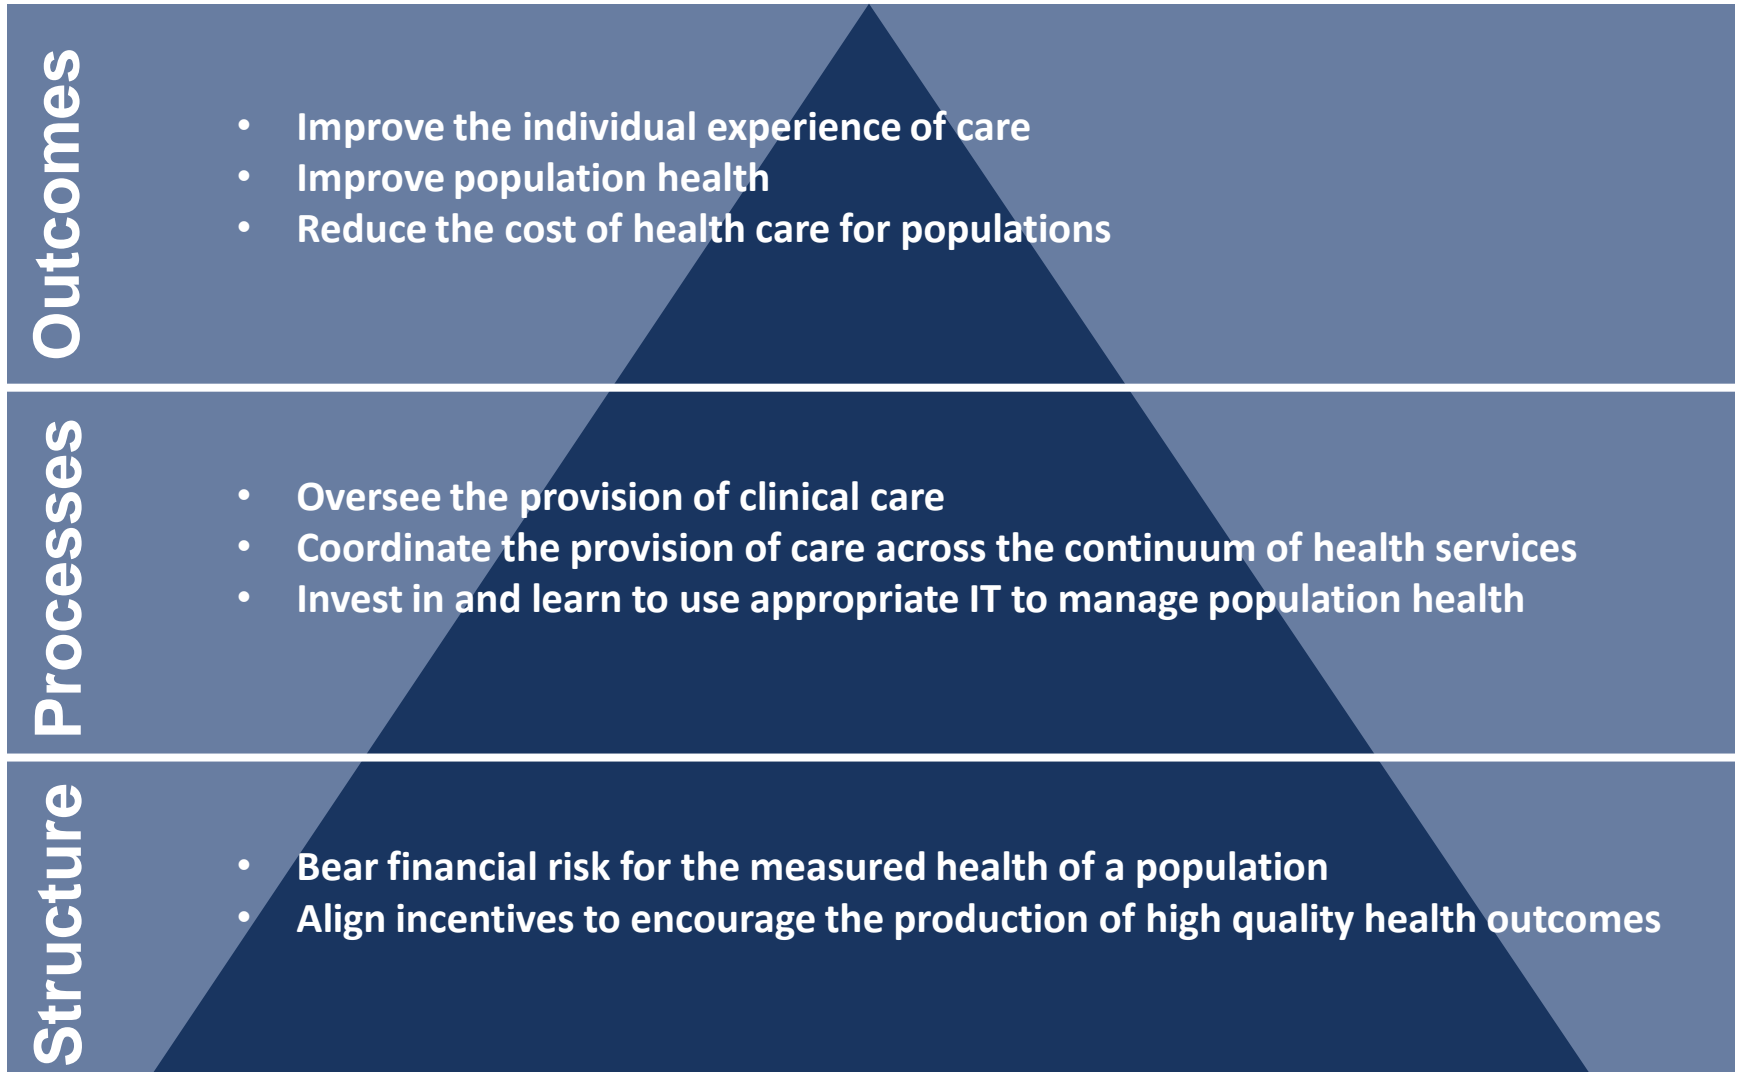 Outcomes
• Improve the individual experience of care
• Improve population health
• Reduce the cost of health care for populations
Processes
• Oversee the provision of clinical care
• Coordinate the provision of care across the continuum of health services
• Invest in and learn to use appropriate IT to manage population health
Structure
• Bear financial risk for the measured health of a population
• Align incentives to encourage the production of high quality health outcomes